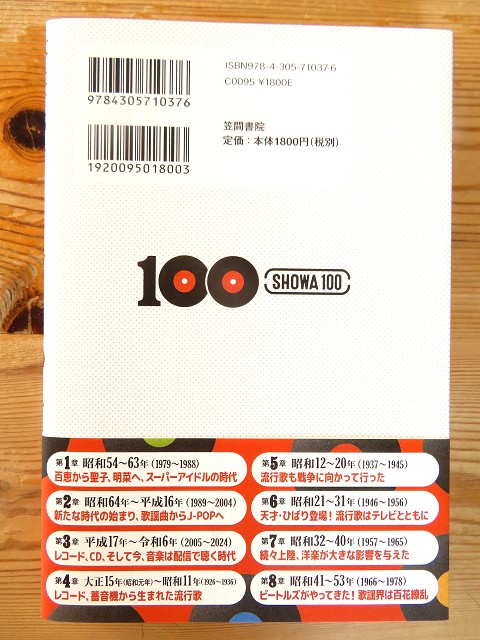 ISBN978-4-305-71037-6
C0095 ¥1800E
9784305710376
笠間書院
定価：本体1800円(税別)
1920095018003
100 SHOWA 100
第1章 昭和54～63年(1979～1988)
百恵から聖子、明菜へ、スーパーアイドルの時代
第2章 昭和64年～平成16年(1989～2004)
新たな時代の始まり、歌謡曲からJ-POPへ
第3章 平成17年～令和6年(2005～2024)
レコード、CD、そして今、音楽は配信で聴く時代
第4章 大正15年(昭和元年)～昭和11年(1926～1936)
レコード、蓄音機から生まれた流行歌
第5章 昭和12～20年(1937～1945)
流行歌も戦争に向かって行った
第6章 昭和21～31年(1946～1956)
天才・ひばり登場！流行歌はテレビとともに
第7章 昭和32～40年(1957～1965)
続々上陸、洋楽が大きな影響を与えた
第8章 昭和41～53年(1966～1978)
ビートルズがやってきた！歌謡界は百花繚乱